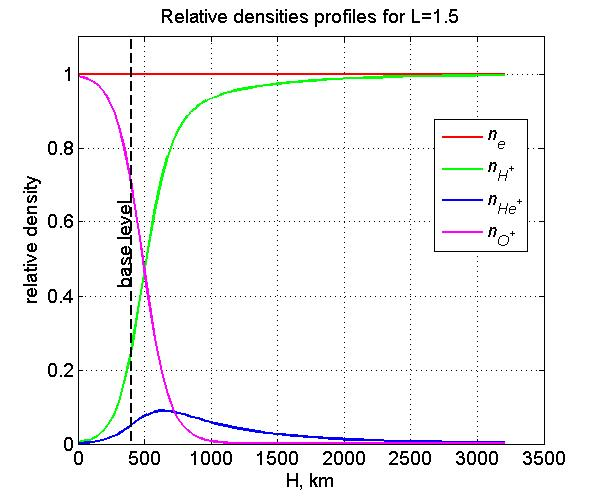 Relative densities profiles for L=1.5
1
0.8
0.6
0.4
0.2
0
relative density
base level
n_e
n_H+
n_He+
n_O+
0 500 1000 1500 2000 2500 3000 3500
H, km